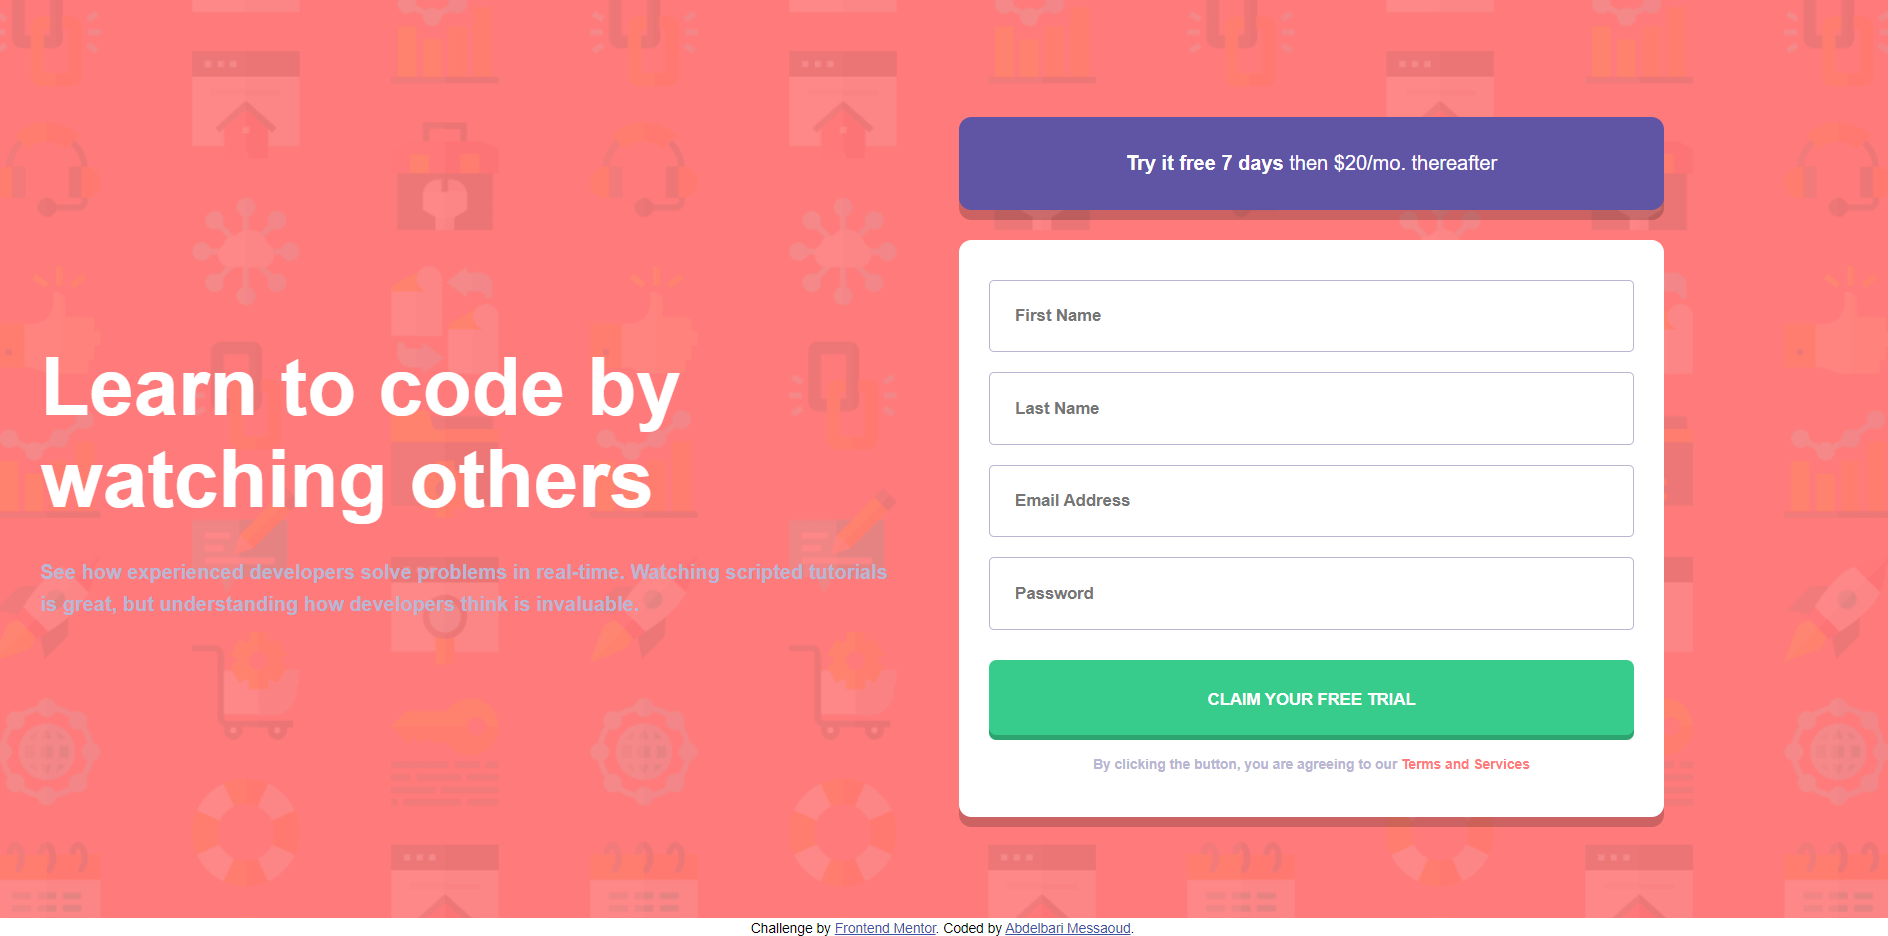 Learn to code by
watching others
See how experienced developers solve problems in real-time. Watching scripted tutorials
is great, but understanding how developers think is invaluable.
Try it free 7 days then $20/mo. thereafter
First Name
Last Name
Email Address
Password
CLAIM YOUR FREE TRIAL
By clicking the button, you are agreeing to our Terms and Services
Challenge by Frontend Mentor. Coded by Abdelbari Messaoud.